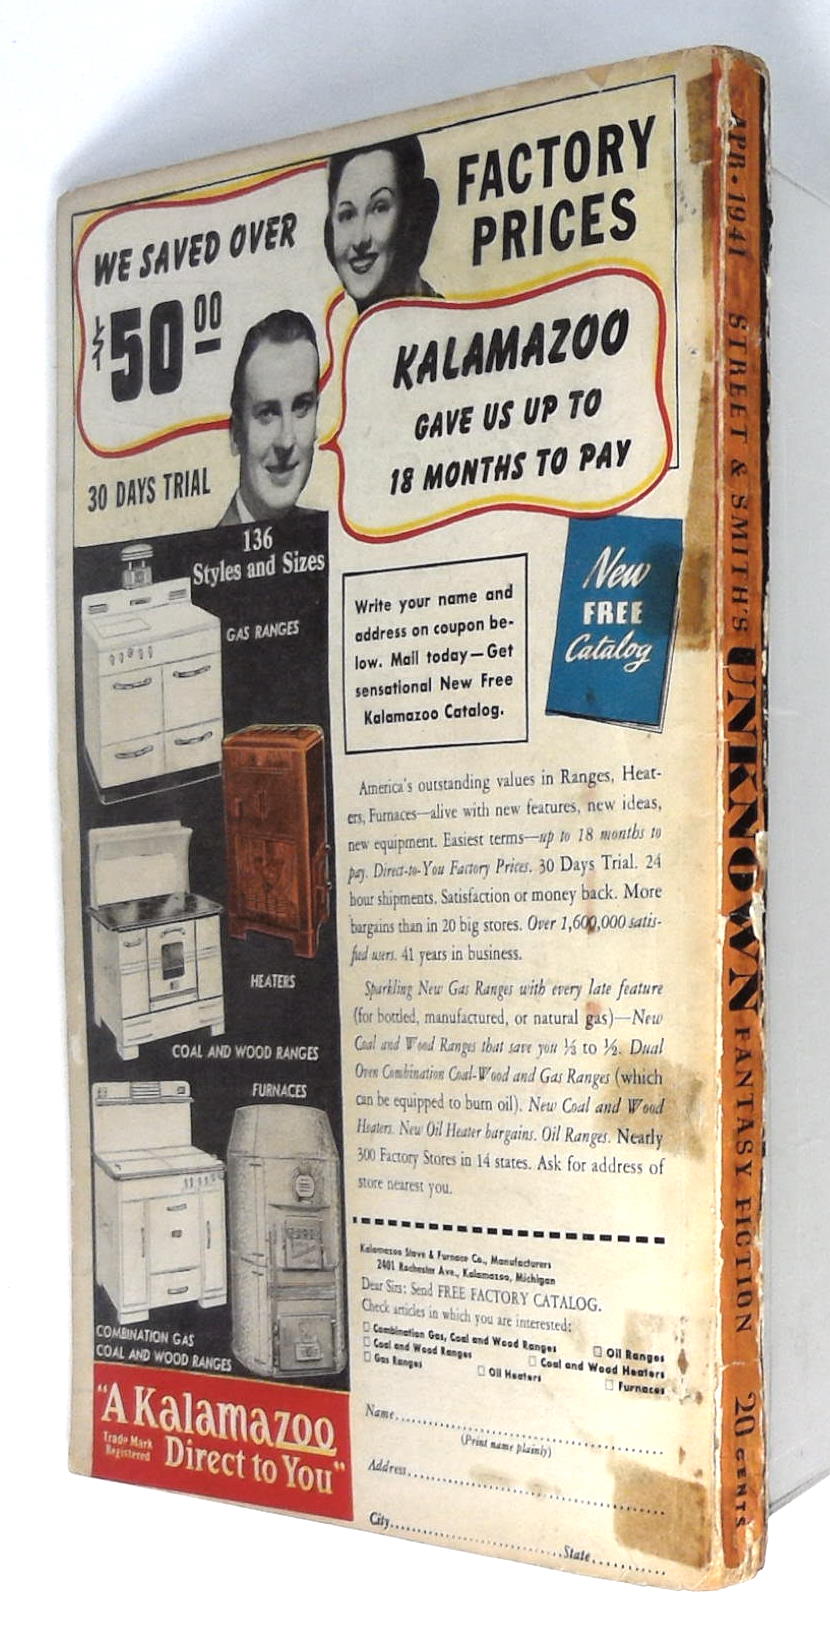 FACTORY
PRICES
WE SAVED OVER
$50 00
30 DAYS TRIAL
KALAMAZOO
GAVE US UP TO
18 MONTHS TO PAY
136
Styles and Sizes
GAS RANGES
HEATERS
COAL AND WOOD RANGES
FURNACES
COMBINATION GAS
COAL AND WOOD RANGES
"A Kalamazoo
Trade Mark
Registered
Direct to You"
New
FREE
Catalog
Write your name and
address on coupon be-
low. Mail today—Get
sensational New Free
Kalamazoo Catalog.
America's outstanding values in Ranges, Heat-
ers, Furnaces—alive with new features, new ideas,
new equipment. Easiest terms—up to 18 months to
pay. Direct-to-You Factory Prices. 30 Days Trial. 24
hour shipments. Satisfaction or money back. More
bargains than in 20 big stores. Over 1,600,000 satis-
fied users. 41 years in business.
Sparkling New Gas Ranges with every late feature
(for bottled, manufactured, or natural gas)—New
Coal and Wood Ranges that save you ⅓ to ½. Dual
Oven Combination Coal-Wood and Gas Ranges (which
can be equipped to burn oil). New Coal and Wood
Heaters. New Oil Heater bargains. Oil Ranges. Nearly
300 Factory Stores in 14 states. Ask for address of
store nearest you.
Kalamazoo Stove & Furnace Co., Manufacturers
2401 Rochester Ave., Kalamazoo, Michigan
Dear Sirs: Send FREE FACTORY CATALOG.
Check articles in which you are interested:
☐ Combination Gas, Coal and Wood Ranges ☐ Oil Ranges
☐ Coal and Wood Ranges ☐ Coal and Wood Heaters
☐ Gas Ranges ☐ Oil Heaters ☐ Furnaces
Name
(Print name plainly)
Address
City State
APR • 1941 STREET & SMITH'S UNKNOWN FANTASY FICTION 20 CENTS